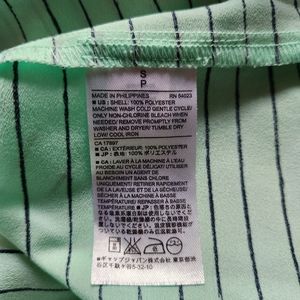 S
P
MADE IN PHILIPPINES RN 54023
■ US : SHELL: 100% POLYESTER
MACHINE WASH COLD GENTLE CYCLE/
ONLY NON-CHLORINE BLEACH WHEN
NEEDED/ REMOVE PROMPTLY FROM
WASHER AND DRYER/ TUMBLE DRY
LOW/ COOL IRON
CA 17897
■ CA : EXTÉRIEUR: 100% POLYESTER
■ JP : 表地: 100% ポリエステル
■ CA : LAVER À LA MACHINE À L'EAU
FROIDE AU CYCLE DÉLICAT/ UTILISER
AU BESOIN UN AGENT DE
BLANCHIMENT SANS CHLORE
UNIQUEMENT/ RETIRER RAPIDEMENT
DE LA LAVEUSE ET DE LA SÉCHEUSE/
SÉCHER À LA MACHINE À BASSE
■ ギャップジャパン株式会社 東京都渋
谷区千駄ヶ谷5-32-10